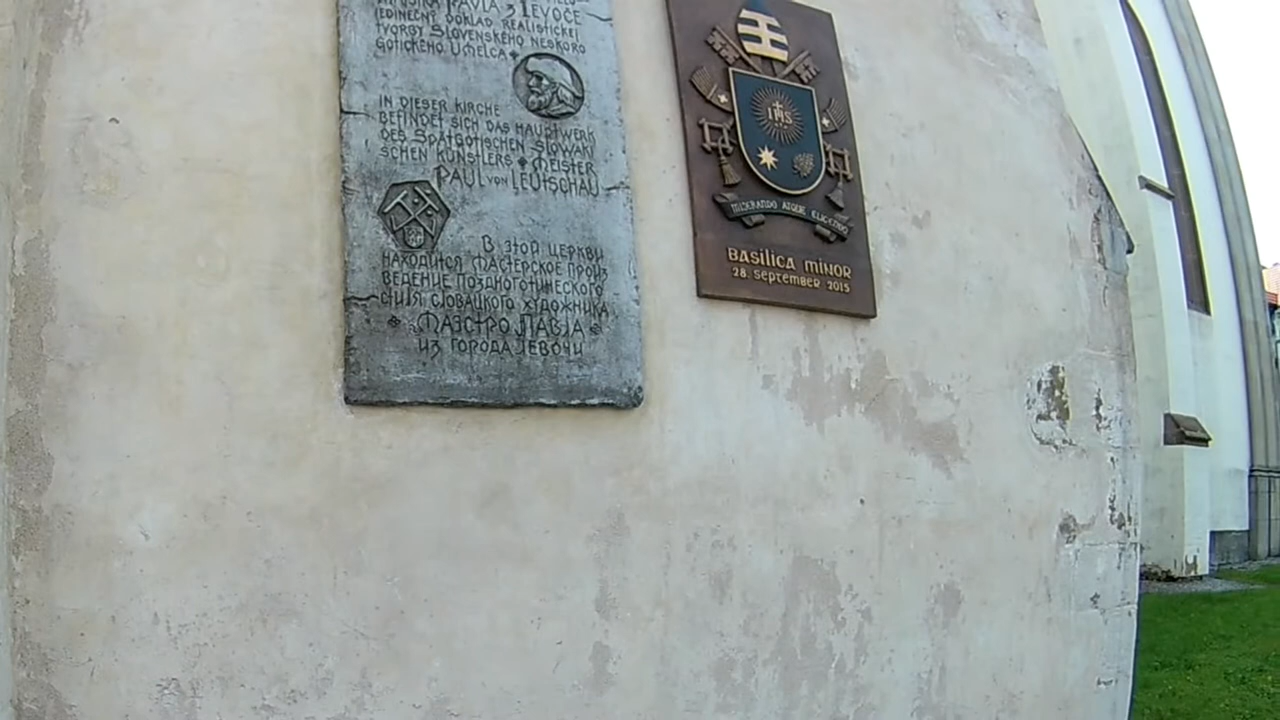 PAVLA z LEVOČE
JEDINEČNÝ DOKLAD REALISTICKEJ
TVORBY SLOVENSKÉHO NESKORO
GOTICKÉHO UMELCA
IN DIESER KIRCHE
BEFINDET SICH DAS HAUPTWERK
DES SPÄTGOTISCHEN SLOWAKI
SCHEN KÜNSTLERS MEISTER
PAUL VON LEUTSCHAU
В ЭТОЙ ЦЕРКВИ
НАХОДИТСЯ МАСТЕРСКОЕ ПРОИЗ
ВЕДЕНИЕ ПОЗДНОГОТИЧЕСКОГО
СТИЛЯ СЛОВАЦКОГО ХУДОЖНИКА
МАЭСТРО ПАВЛА
ИЗ ГОРОДА ЛЕВОЧИ
IHS
MISERANDO ATQUE ELIGENDO
BASILICA MINOR
28. SEPTEMBER 2015